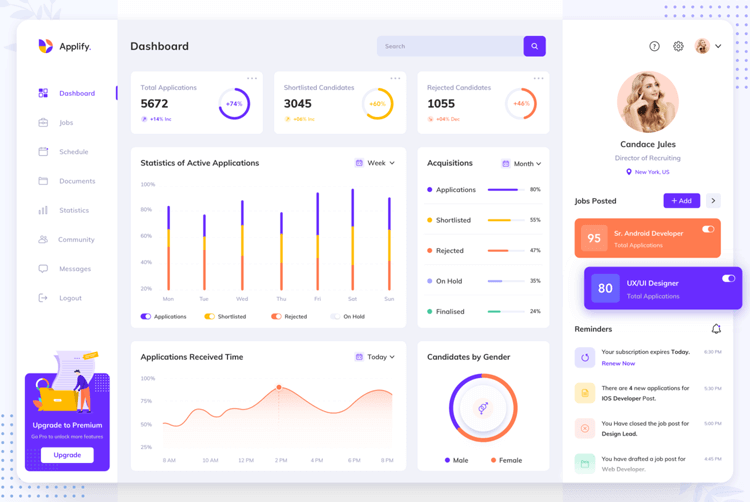 Applify.
Dashboard
Jobs
Schedule
Documents
Statistics
Community
Messages
Logout
Upgrade to Premium
Go Pro to unlock more features
Upgrade
Dashboard
Search
Total Applications
5672
+74%
+14% Inc
Shortlisted Candidates
3045
+60%
+06% Inc
Rejected Candidates
1055
+48%
+04% Dec
Statistics of Active Applications
Week
100%
80%
60%
40%
20%
Mon Tue Wed Thu Fri Sat Sun
Applications Shortlisted Rejected On Hold
Acquisitions
Month
Applications 80%
Shortlisted 55%
Rejected 47%
On Hold 35%
Finalised 24%
Applications Received Time
Today
100%
75%
50%
25%
8 AM 10 AM 12 PM 2 PM 4 PM 6 PM 8 PM
Candidates by Gender
Male Female
Candace Jules
Director of Recruiting
New York, US
Jobs Posted
+ Add
95
Sr. Android Developer
Total Applications
80
UX/UI Designer
Total Applications
Reminders
Your subscription expires Today.
Renew Now
6:30 PM
There are 4 new applications for
IOS Developer Post.
5:30 PM
You Have closed the job post for
Design Lead.
5:00 PM
You have drafted a job post for
Web Developer.
4:45 PM